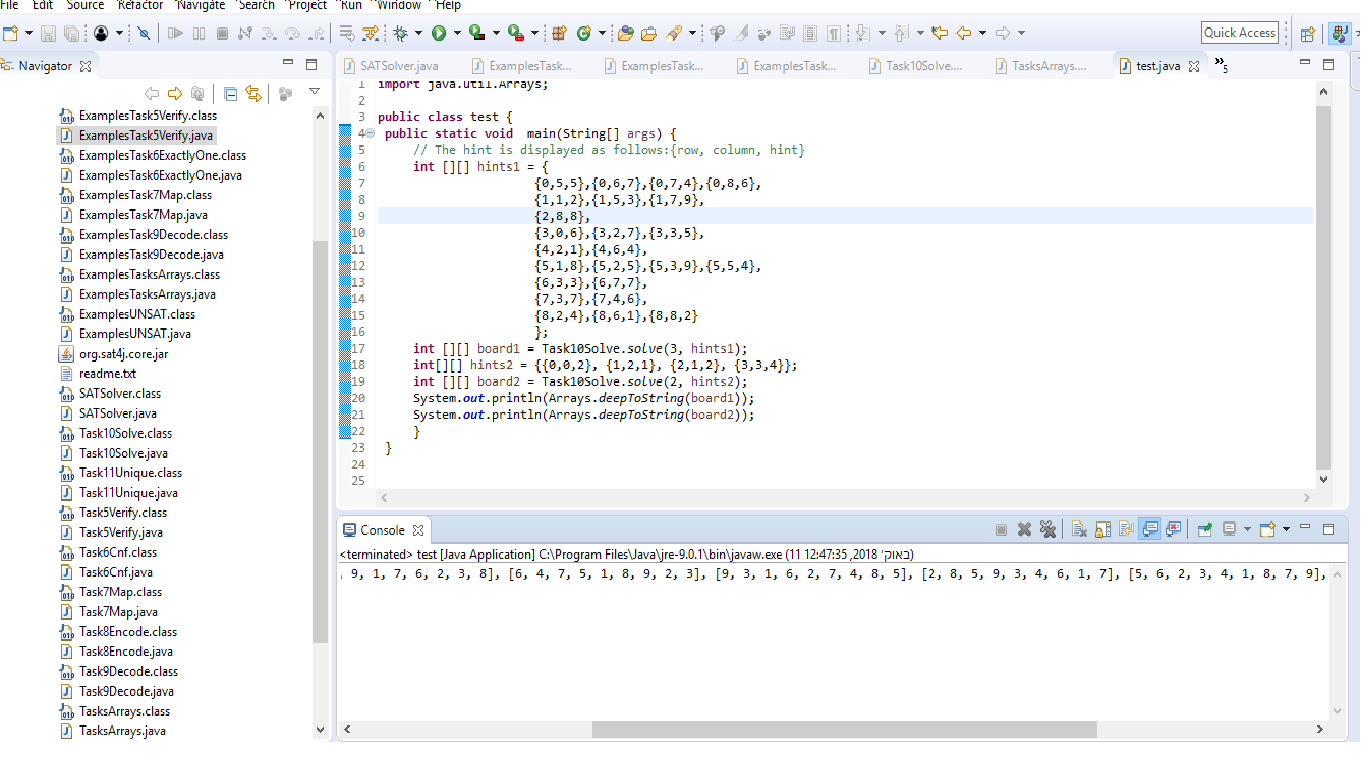 File Edit Source Refactor Navigate Search Project Run Window Help
Quick Access
Navigator
SATSolver.java ExamplesTask... ExamplesTask... ExamplesTask... Task10Solve.... TasksArrays.... test.java »5
ExamplesTask5Verify.class
ExamplesTask5Verify.java
ExamplesTask6ExactlyOne.class
ExamplesTask6ExactlyOne.java
ExamplesTask7Map.class
ExamplesTask7Map.java
ExamplesTask9Decode.class
ExamplesTask9Decode.java
ExamplesTasksArrays.class
ExamplesTasksArrays.java
ExamplesUNSAT.class
ExamplesUNSAT.java
org.sat4j.core.jar
readme.txt
SATSolver.class
SATSolver.java
Task10Solve.class
Task10Solve.java
Task11Unique.class
Task11Unique.java
Task5Verify.class
Task5Verify.java
Task6Cnf.class
Task6Cnf.java
Task7Map.class
Task7Map.java
Task8Encode.class
Task8Encode.java
Task9Decode.class
Task9Decode.java
TasksArrays.class
TasksArrays.java
1 import java.util.Arrays;
2
3 public class test {
4 public static void main(String[] args) {
5 // The hint is displayed as follows:{row, column, hint}
6 int [][] hints1 = {
7 {0,5,5},{0,6,7},{0,7,4},{0,8,6},
8 {1,1,2},{1,5,3},{1,7,9},
9 {2,8,8},
10 {3,0,6},{3,2,7},{3,3,5},
11 {4,2,1},{4,6,4},
12 {5,1,8},{5,2,5},{5,3,9},{5,5,4},
13 {6,3,3},{6,7,7},
14 {7,3,7},{7,4,6},
15 {8,2,4},{8,6,1},{8,8,2}
16 };
17 int [][] board1 = Task10Solve.solve(3, hints1);
18 int[][] hints2 = {{0,0,2}, {1,2,1}, {2,1,2}, {3,3,4}};
19 int [][] board2 = Task10Solve.solve(2, hints2);
20 System.out.println(Arrays.deepToString(board1));
21 System.out.println(Arrays.deepToString(board2));
22 }
23 }
24
25
Console
<terminated> test [Java Application] C:\Program Files\Java\jre-9.0.1\bin\javaw.exe (11 באוק׳ 2018, 12:47:35)
, 9, 1, 7, 6, 2, 3, 8], [6, 4, 7, 5, 1, 8, 9, 2, 3], [9, 3, 1, 6, 2, 7, 4, 8, 5], [2, 8, 5, 9, 3, 4, 6, 1, 7], [5, 6, 2, 3, 4, 1, 8, 7, 9],